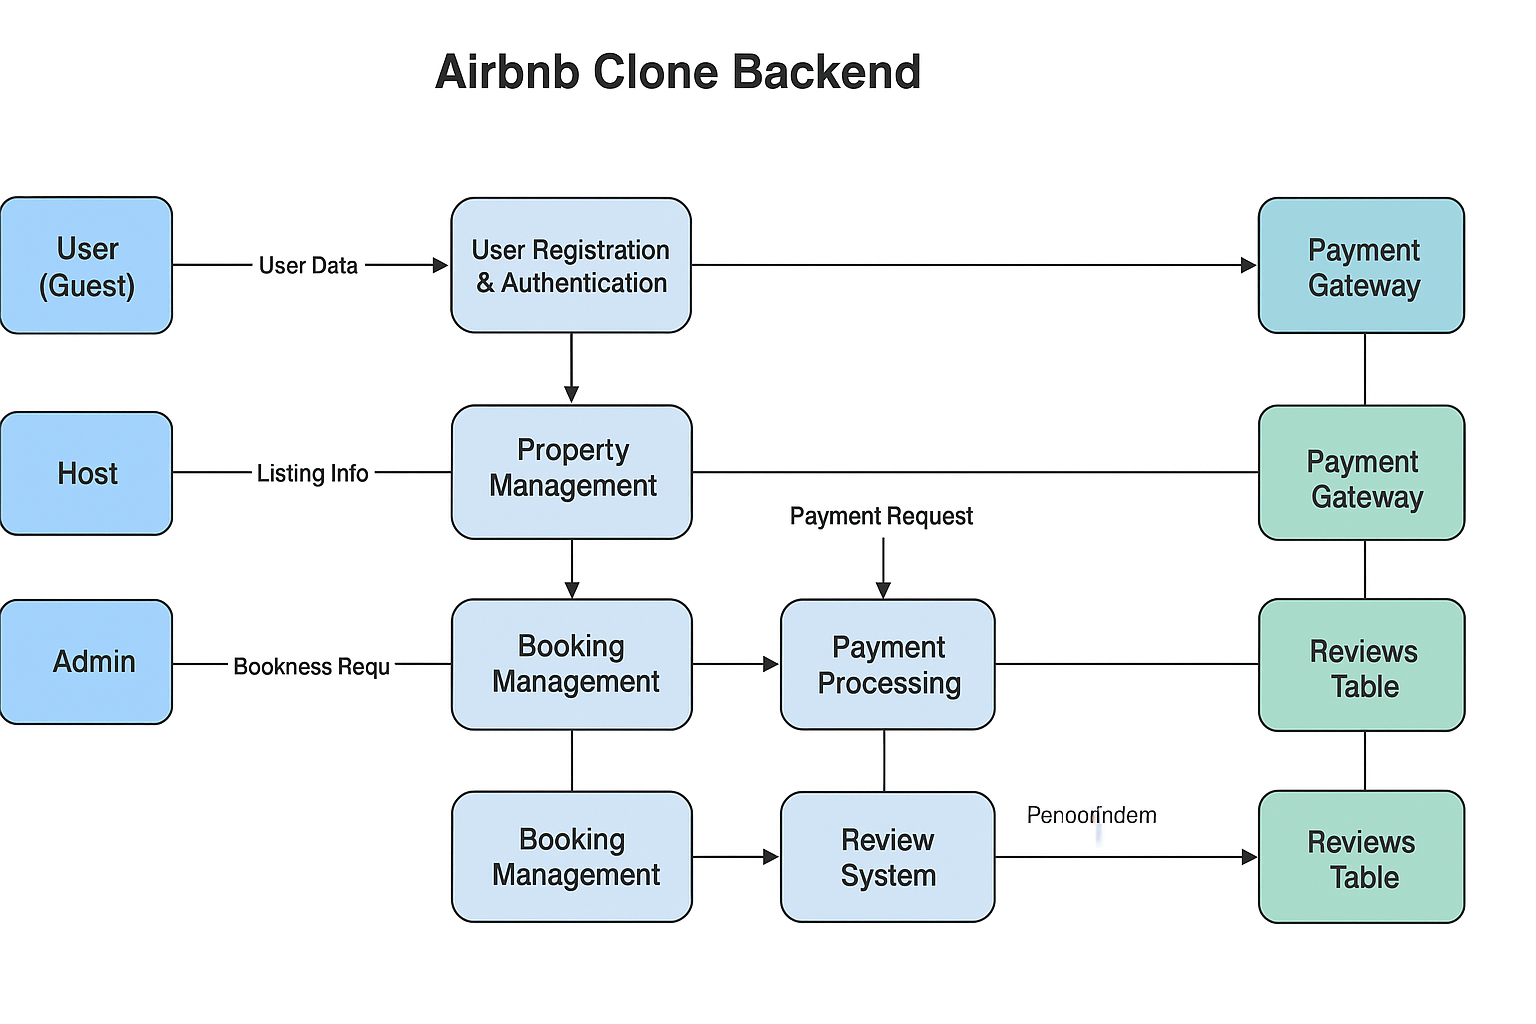 Airbnb Clone Backend
User
(Guest)
User Data
User Registration
& Authentication
Payment
Gateway
Host
Listing Info
Property
Management
Payment
Gateway
Payment Request
Admin
Bookness Requ
Booking
Management
Payment
Processing
Reviews
Table
Booking
Management
Review
System
Reviews
Table